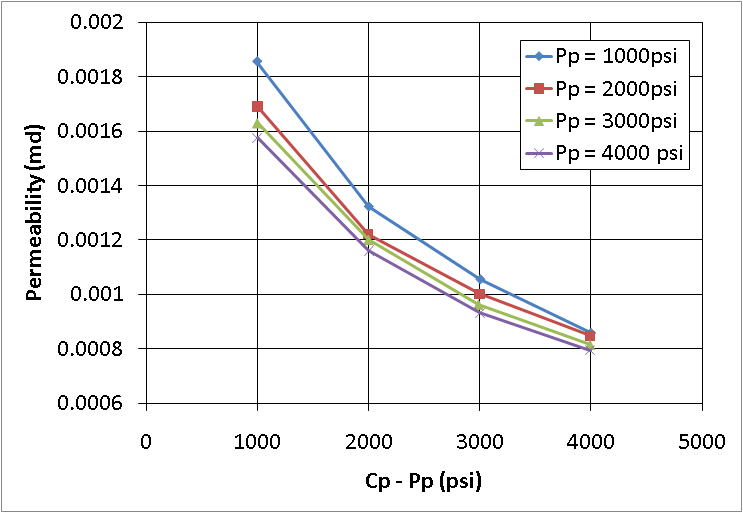 0.002
0.0018
0.0016
0.0014
0.0012
0.001
0.0008
0.0006
Permeability (md)
Pp = 1000psi
Pp = 2000psi
Pp = 3000psi
Pp = 4000 psi
0 1000 2000 3000 4000 5000
Cp - Pp (psi)